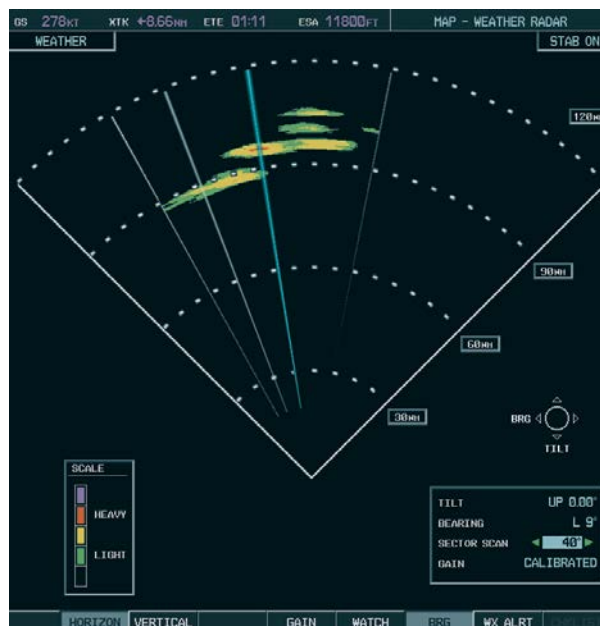 GS 278KT XTK +8.66NM ETE 01:11 ESA 11800FT MAP - WEATHER RADAR
WEATHER STAB ON
120NM
90NM
60NM
30NM
BRG
TILT
SCALE
HEAVY
LIGHT
TILT UP 0.00°
BEARING L 9°
SECTOR SCAN 40°
GAIN CALIBRATED
HORIZON VERTICAL GAIN WATCH BRG WX ALRT